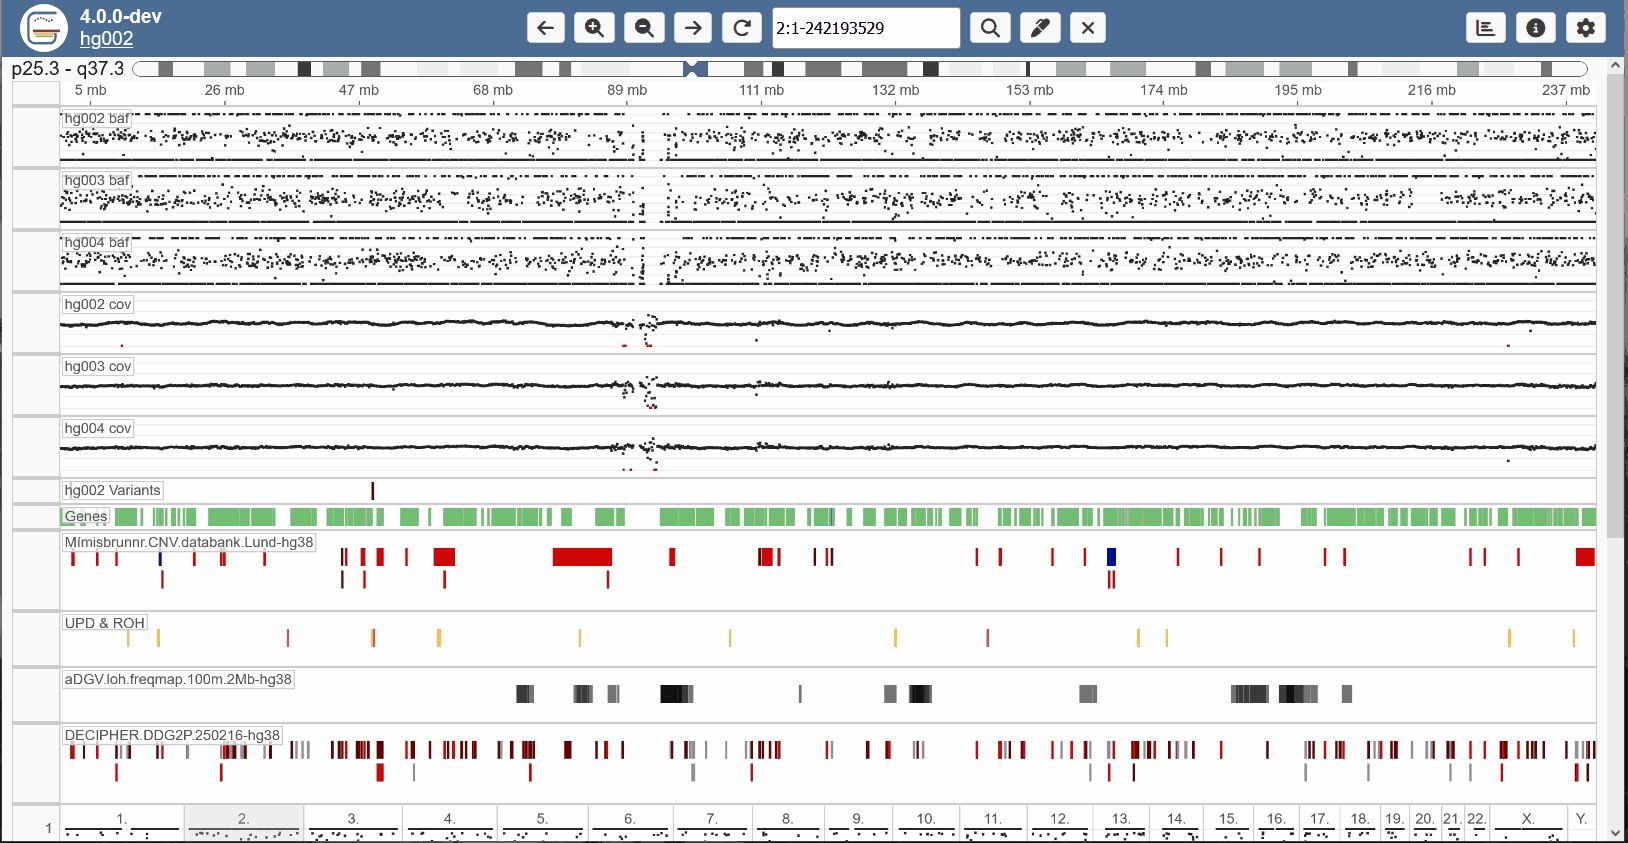 4.0.0-dev
hg002
2:1-242193529
p25.3 - q37.3
5 mb 26 mb 47 mb 68 mb 89 mb 111 mb 132 mb 153 mb 174 mb 195 mb 216 mb 237 mb
hg002 baf
hg003 baf
hg004 baf
hg002 cov
hg003 cov
hg004 cov
hg002 Variants
Genes
Mímisbrunnr.CNV.databank.Lund-hg38
UPD & ROH
aDGV.loh.freqmap.100m.2Mb-hg38
DECIPHER.DDG2P.250216-hg38
1. 2. 3. 4. 5. 6. 7. 8. 9. 10. 11. 12. 13. 14. 15. 16. 17. 18. 19. 20. 21. 22. X. Y.
1